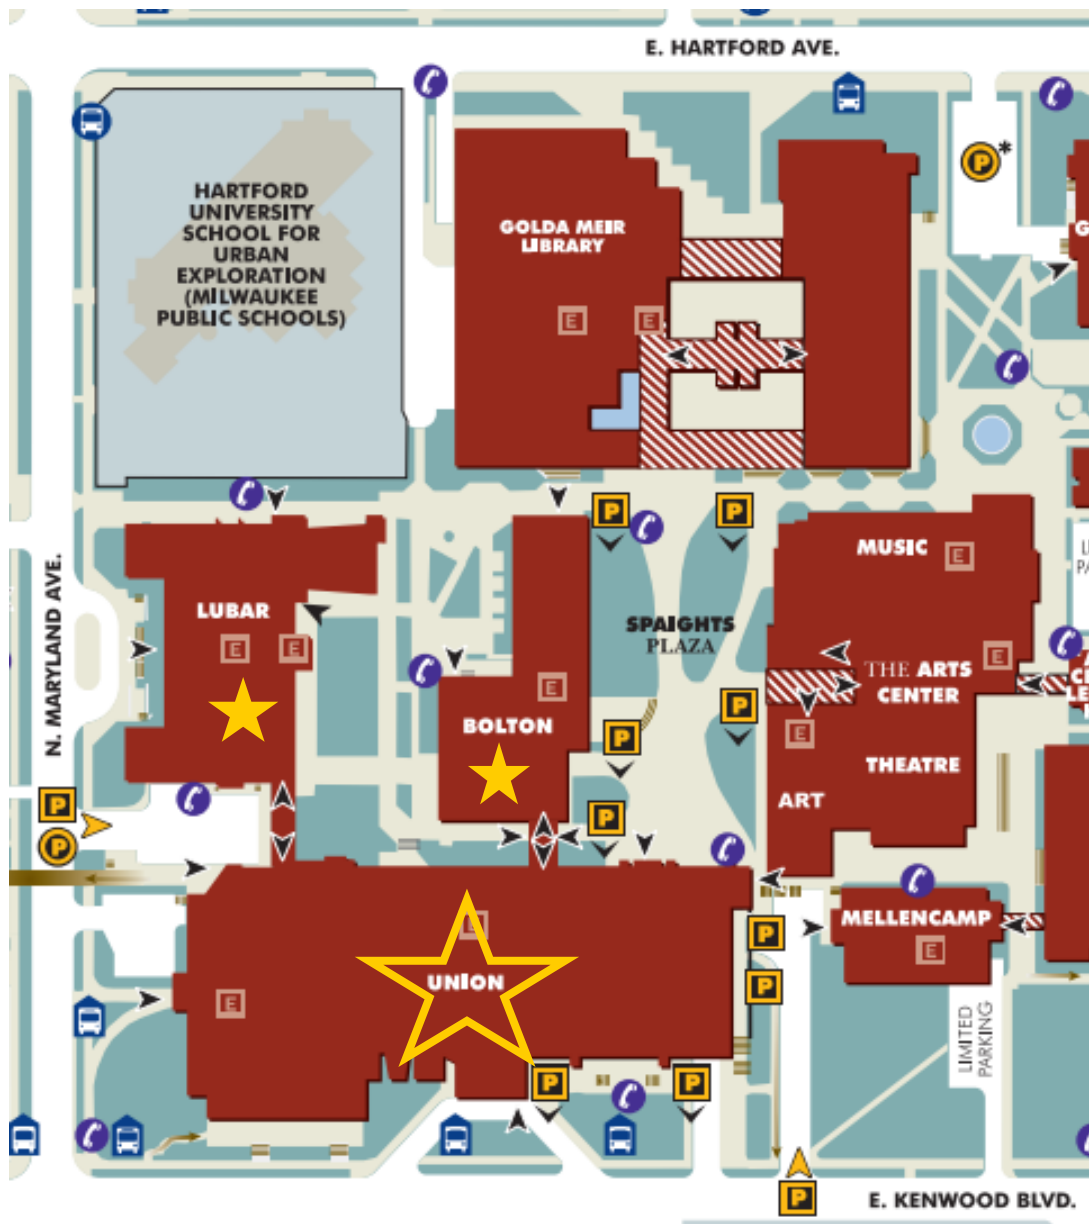 E. HARTFORD AVE.
P
*
HARTFORD
UNIVERSITY
SCHOOL FOR
URBAN
EXPLORATION
(MILWAUKEE
PUBLIC SCHOOLS)
GOLDA MEIR
LIBRARY
G
E
E
P
P
N. MARYLAND AVE.
LUBAR
E
E
BOLTON
E
SPAIGHTS
PLAZA
MUSIC
E
E
THE ARTS
CENTER
E
THEATRE
ART
P
P
P
P
P
MELLENCAMP
E
P
P
UNION
E
E
LIMITED
PARKING
P
P
P
E. KENWOOD BLVD.